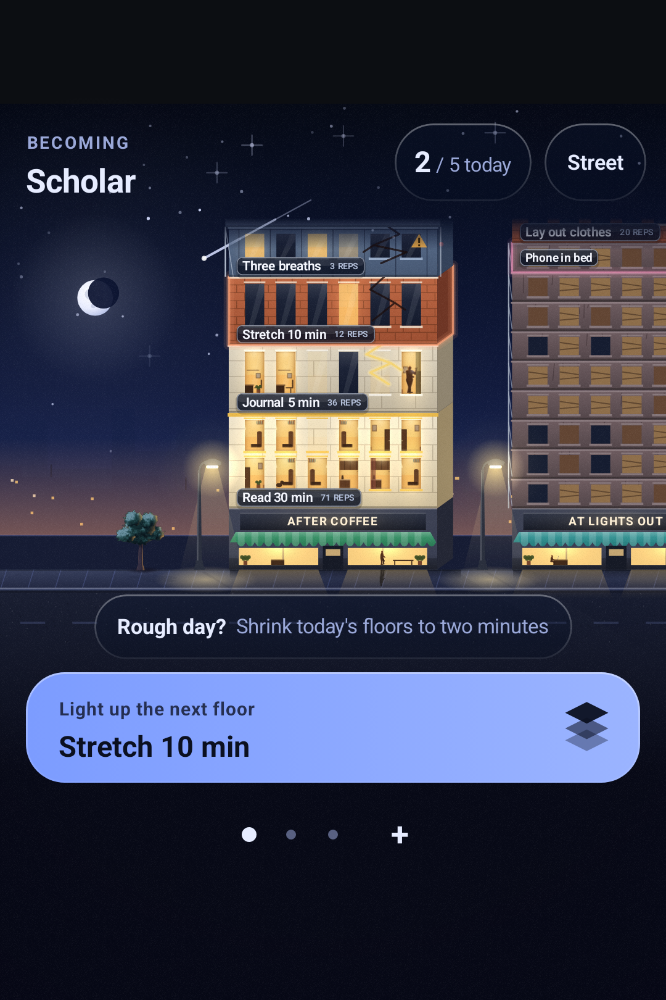 BECOMING
Scholar
2 / 5 today
Street
Three breaths 3 REPS
Stretch 10 min 12 REPS
Journal 5 min 36 REPS
Read 30 min 71 REPS
AFTER COFFEE
Lay out clothes 20 REPS
Phone in bed
AT LIGHTS OUT
Rough day? Shrink today's floors to two minutes
Light up the next floor
Stretch 10 min
+